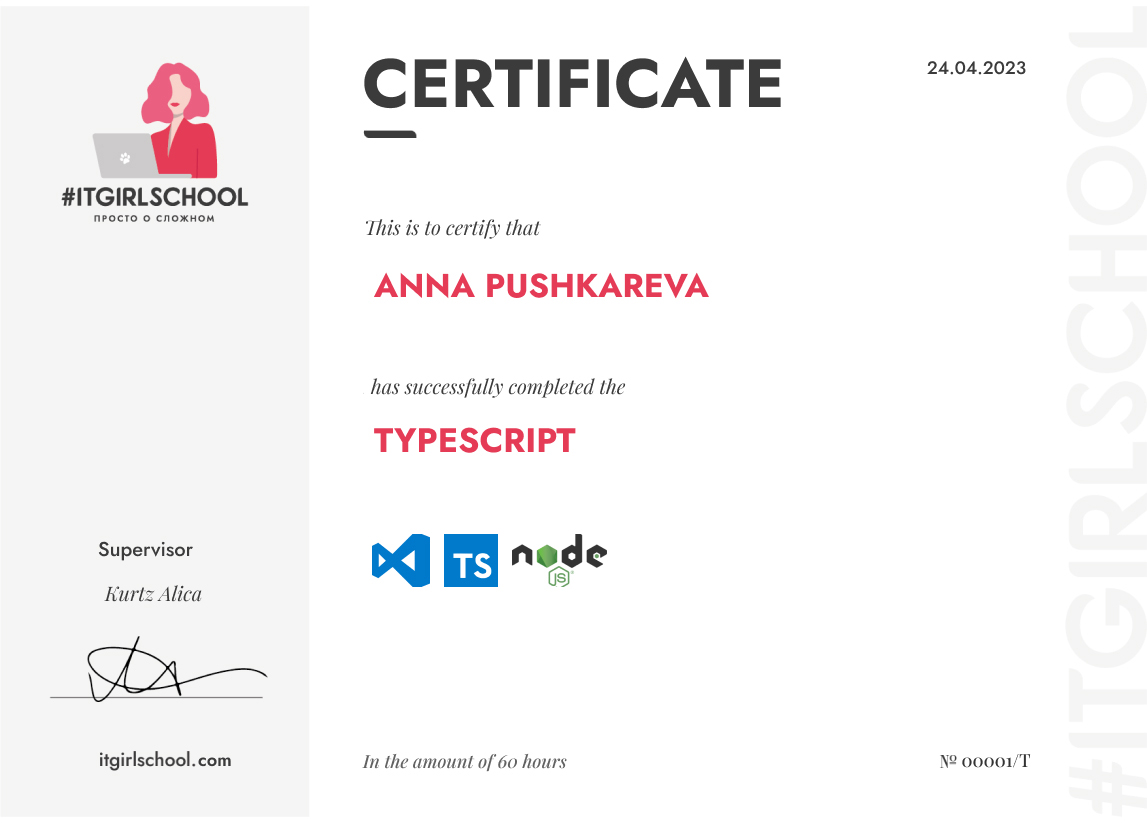 #ITGIRLSCHOOL
ПРОСТО О СЛОЖНОМ
Supervisor
Kurtz Alica
itgirlschool.com
CERTIFICATE
24.04.2023
This is to certify that
ANNA PUSHKAREVA
has successfully completed the
TYPESCRIPT
TS
node
JS
In the amount of 60 hours
№ 00001/T
#ITGIRLSCHOOL